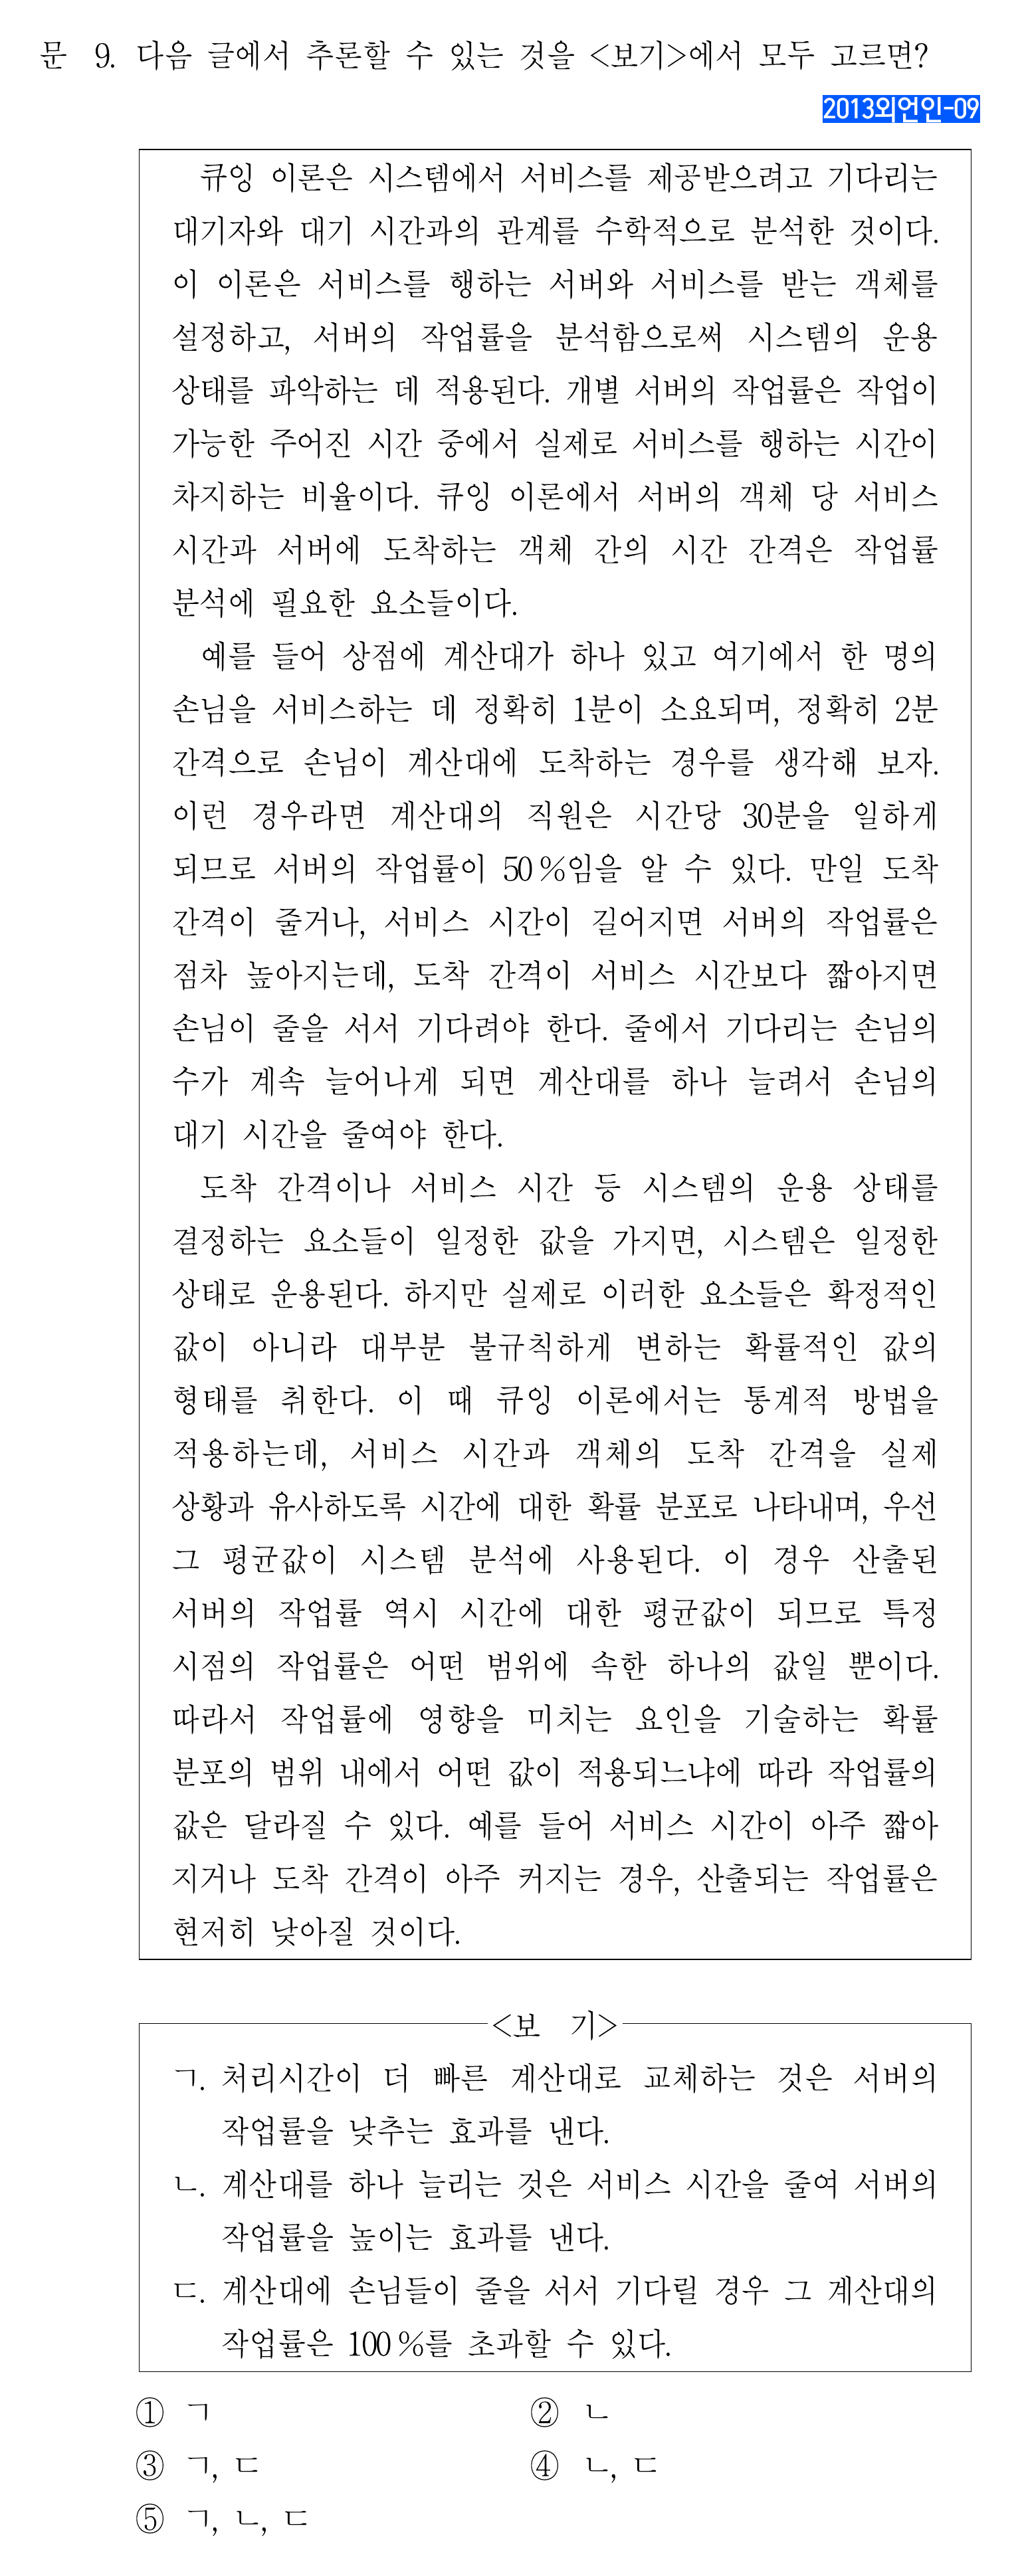 문 9. 다음 글에서 추론할 수 있는 것을 <보기>에서 모두 고르면?
2013외언인-09
큐잉 이론은 시스템에서 서비스를 제공받으려고 기다리는
대기자와 대기 시간과의 관계를 수학적으로 분석한 것이다.
이 이론은 서비스를 행하는 서버와 서비스를 받는 객체를
설정하고, 서버의 작업률을 분석함으로써 시스템의 운용
상태를 파악하는 데 적용된다. 개별 서버의 작업률은 작업이
가능한 주어진 시간 중에서 실제로 서비스를 행하는 시간이
차지하는 비율이다. 큐잉 이론에서 서버의 객체 당 서비스
시간과 서버에 도착하는 객체 간의 시간 간격은 작업률
분석에 필요한 요소들이다.
예를 들어 상점에 계산대가 하나 있고 여기에서 한 명의
손님을 서비스하는 데 정확히 1분이 소요되며, 정확히 2분
간격으로 손님이 계산대에 도착하는 경우를 생각해 보자.
이런 경우라면 계산대의 직원은 시간당 30분을 일하게
되므로 서버의 작업률이 50%임을 알 수 있다. 만일 도착
간격이 줄거나, 서비스 시간이 길어지면 서버의 작업률은
점차 높아지는데, 도착 간격이 서비스 시간보다 짧아지면
손님이 줄을 서서 기다려야 한다. 줄에서 기다리는 손님의
수가 계속 늘어나게 되면 계산대를 하나 늘려서 손님의
대기 시간을 줄여야 한다.
도착 간격이나 서비스 시간 등 시스템의 운용 상태를
결정하는 요소들이 일정한 값을 가지면, 시스템은 일정한
상태로 운용된다. 하지만 실제로 이러한 요소들은 확정적인
값이 아니라 대부분 불규칙하게 변하는 확률적인 값의
형태를 취한다. 이 때 큐잉 이론에서는 통계적 방법을
적용하는데, 서비스 시간과 객체의 도착 간격을 실제
상황과 유사하도록 시간에 대한 확률 분포로 나타내며, 우선
그 평균값이 시스템 분석에 사용된다. 이 경우 산출된
서버의 작업률 역시 시간에 대한 평균값이 되므로 특정
시점의 작업률은 어떤 범위에 속한 하나의 값일 뿐이다.
따라서 작업률에 영향을 미치는 요인을 기술하는 확률
분포의 범위 내에서 어떤 값이 적용되느냐에 따라 작업률의
값은 달라질 수 있다. 예를 들어 서비스 시간이 아주 짧아
지거나 도착 간격이 아주 커지는 경우, 산출되는 작업률은
현저히 낮아질 것이다.
<보 기>
ㄱ. 처리시간이 더 빠른 계산대로 교체하는 것은 서버의
작업률을 낮추는 효과를 낸다.
ㄴ. 계산대를 하나 늘리는 것은 서비스 시간을 줄여 서버의
작업률을 높이는 효과를 낸다.
ㄷ. 계산대에 손님들이 줄을 서서 기다릴 경우 그 계산대의
작업률은 100%를 초과할 수 있다.
① ㄱ ② ㄴ
③ ㄱ, ㄷ ④ ㄴ, ㄷ
⑤ ㄱ, ㄴ, ㄷ